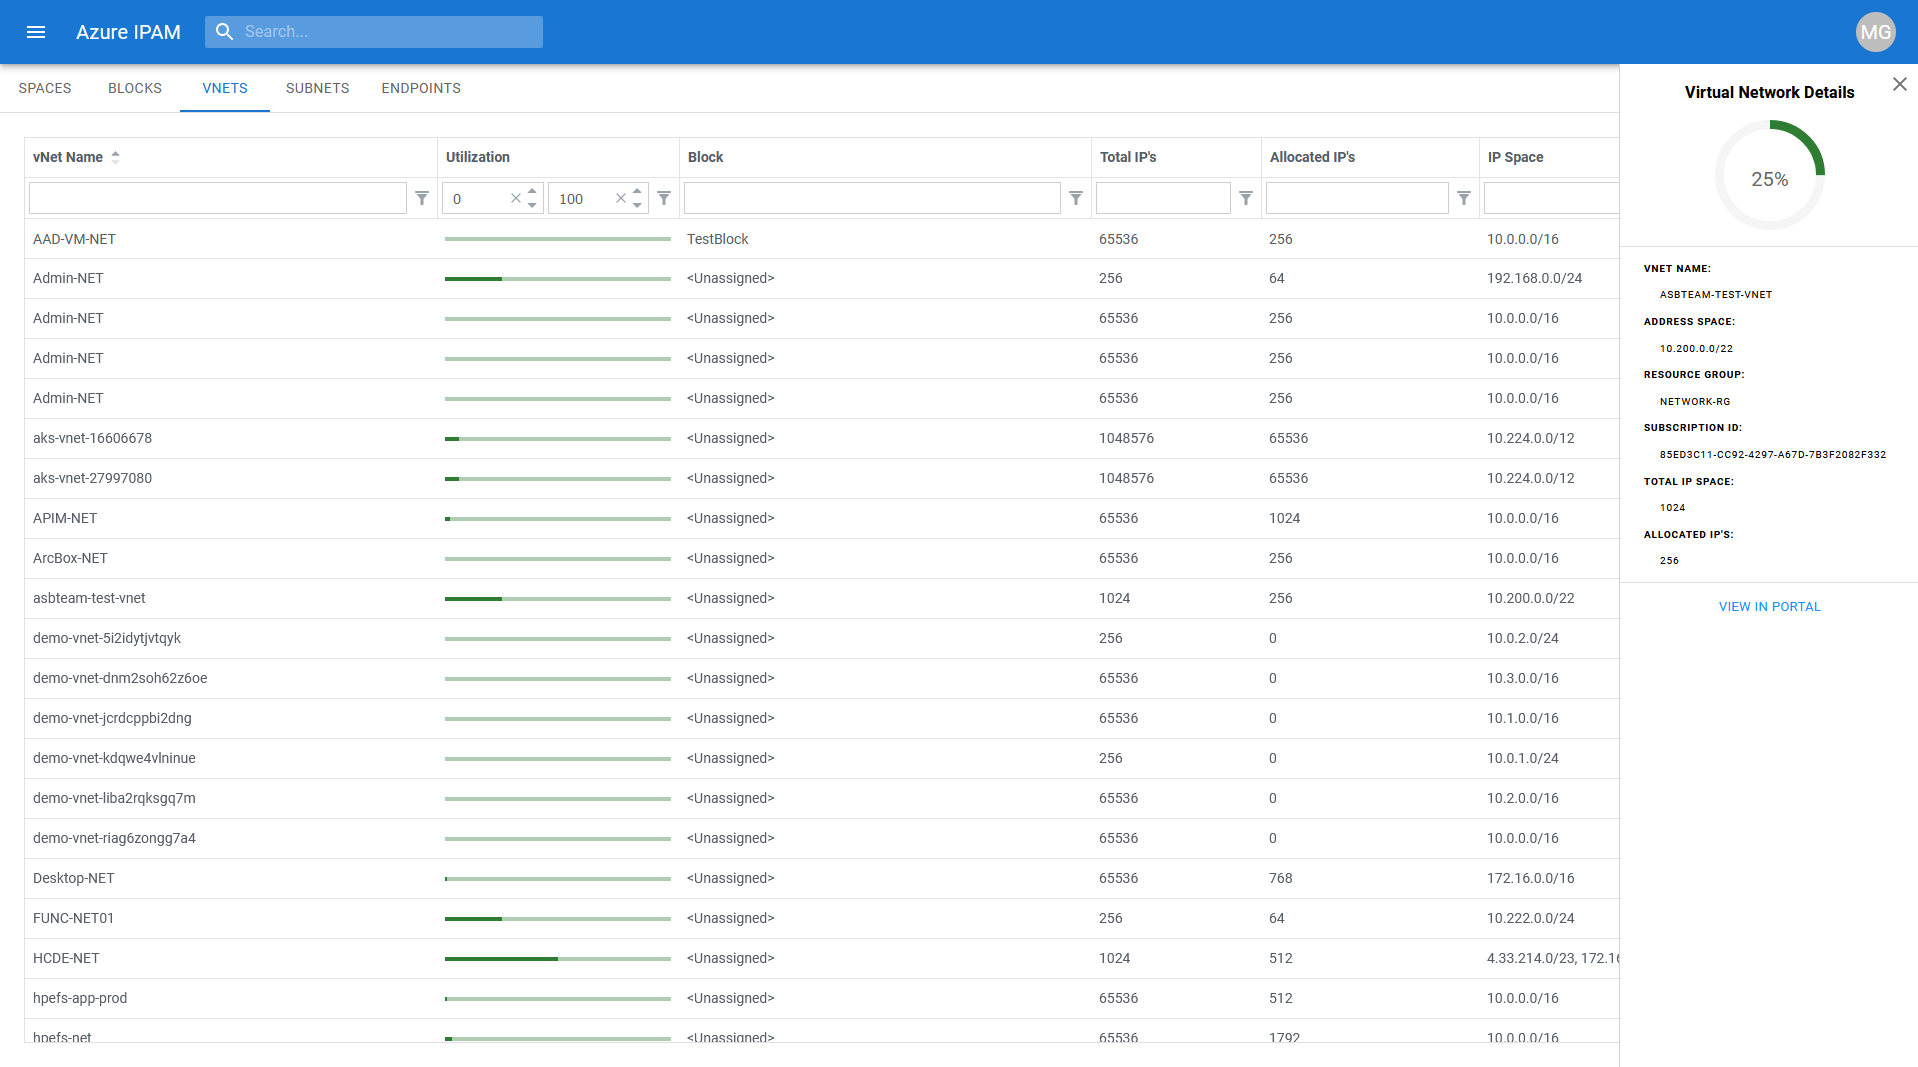 Azure IPAM
Search...
MG
SPACES BLOCKS VNETS SUBNETS ENDPOINTS
vNet Name Utilization Block Total IP's Allocated IP's IP Space
0 100
AAD-VM-NET TestBlock 65536 256 10.0.0.0/16
Admin-NET <Unassigned> 256 64 192.168.0.0/24
Admin-NET <Unassigned> 65536 256 10.0.0.0/16
Admin-NET <Unassigned> 65536 256 10.0.0.0/16
Admin-NET <Unassigned> 65536 256 10.0.0.0/16
aks-vnet-16606678 <Unassigned> 1048576 65536 10.224.0.0/12
aks-vnet-27997080 <Unassigned> 1048576 65536 10.224.0.0/12
APIM-NET <Unassigned> 65536 1024 10.0.0.0/16
ArcBox-NET <Unassigned> 65536 256 10.0.0.0/16
asbteam-test-vnet <Unassigned> 1024 256 10.200.0.0/22
demo-vnet-5i2idytjvtqyk <Unassigned> 256 0 10.0.2.0/24
demo-vnet-dnm2soh62z6oe <Unassigned> 65536 0 10.3.0.0/16
demo-vnet-jcrdcppbi2dng <Unassigned> 65536 0 10.1.0.0/16
demo-vnet-kdqwe4vlninue <Unassigned> 256 0 10.0.1.0/24
demo-vnet-liba2rqksgq7m <Unassigned> 65536 0 10.2.0.0/16
demo-vnet-riag6zongg7a4 <Unassigned> 65536 0 10.0.0.0/16
Desktop-NET <Unassigned> 65536 768 172.16.0.0/16
FUNC-NET01 <Unassigned> 256 64 10.222.0.0/24
HCDE-NET <Unassigned> 1024 512 4.33.214.0/23, 172.16
hpefs-app-prod <Unassigned> 65536 512 10.0.0.0/16
hpefs-net <Unassigned> 65536 1792 10.0.0.0/16
Virtual Network Details
25%
VNET NAME:
ASBTEAM-TEST-VNET
ADDRESS SPACE:
10.200.0.0/22
RESOURCE GROUP:
NETWORK-RG
SUBSCRIPTION ID:
85ED3C11-CC92-4297-A67D-7B3F2082F332
TOTAL IP SPACE:
1024
ALLOCATED IP'S:
256
VIEW IN PORTAL